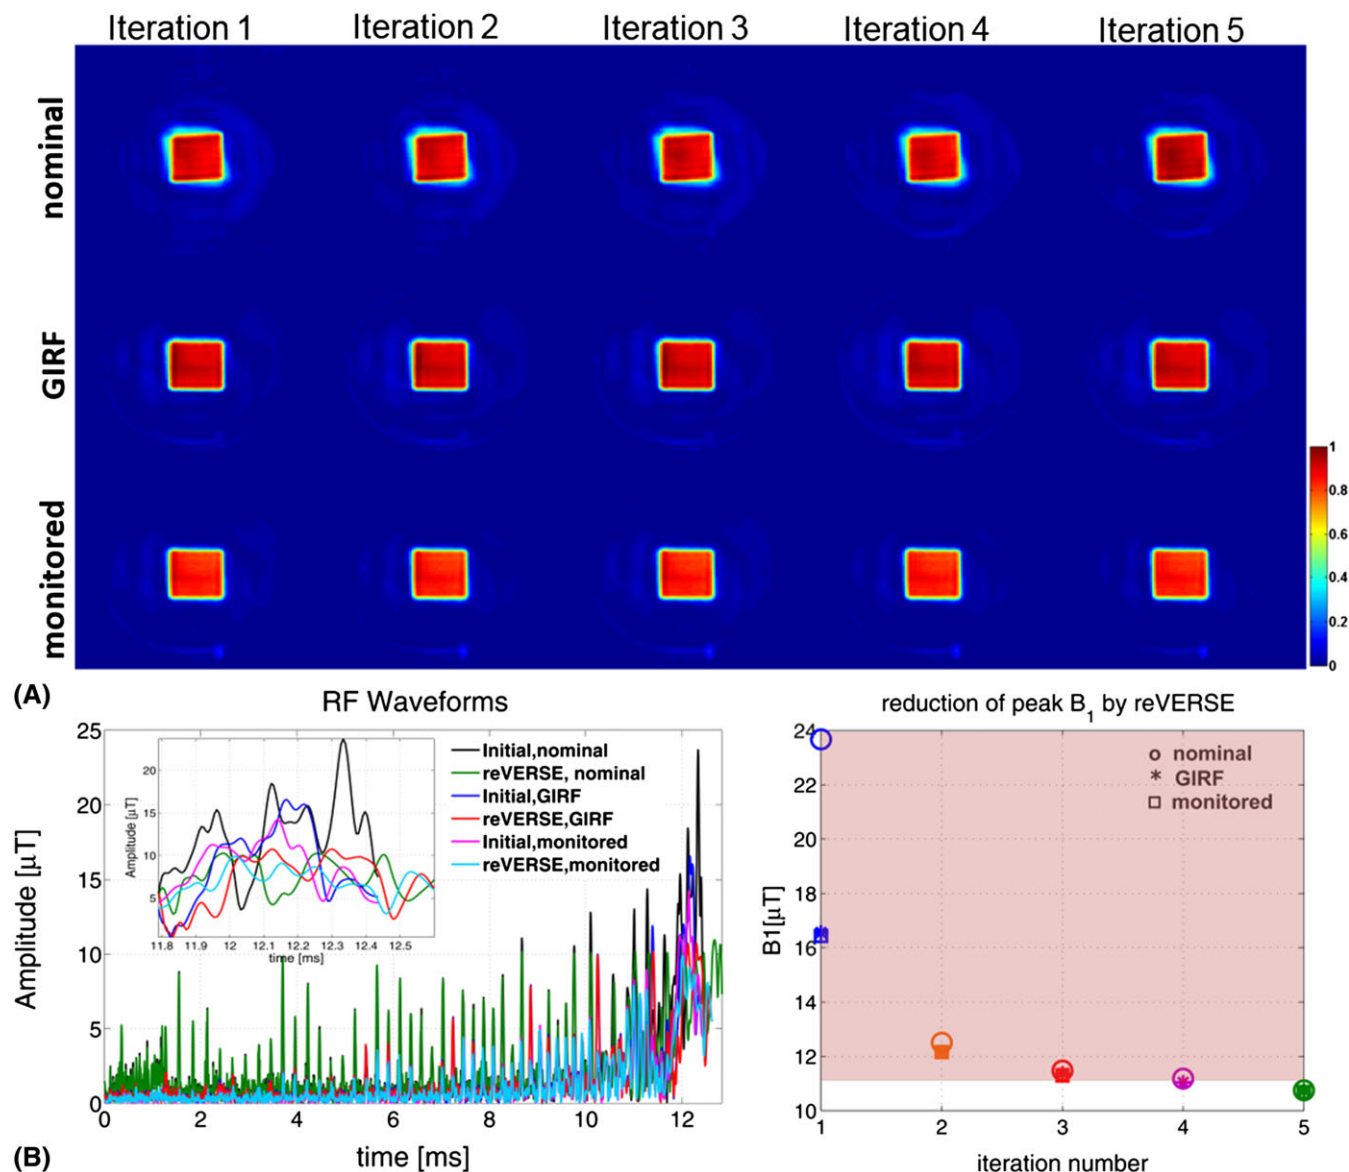 Iteration 1 Iteration 2 Iteration 3 Iteration 4 Iteration 5
nominal
GIRF
monitored
1
0.8
0.6
0.4
0.2
0
(A)
RF Waveforms
25
20
15
10
5
0
Amplitude [μT]
0 2 4 6 8 10 12
time [ms]
20
15
10
5
Amplitude [μT]
11.8 11.9 12 12.1 12.2 12.3 12.4 12.5
time [ms]
Initial,nominal
reVERSE, nominal
Initial,GIRF
reVERSE,GIRF
Initial,monitored
reVERSE,monitored
reduction of peak B1 by reVERSE
24
22
20
18
16
14
12
10
B1[μT]
nominal
GIRF
monitored
1 2 3 4 5
iteration number
(B)